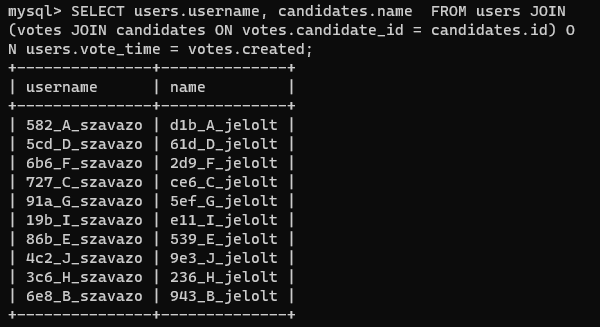 mysql> SELECT users.username, candidates.name  FROM users JOIN
(votes JOIN candidates ON votes.candidate_id = candidates.id) O
N users.vote_time = votes.created;
+---------------+--------------+
| username      | name         |
+---------------+--------------+
| 582_A_szavazo | d1b_A_jelolt |
| 5cd_D_szavazo | 61d_D_jelolt |
| 6b6_F_szavazo | 2d9_F_jelolt |
| 727_C_szavazo | ce6_C_jelolt |
| 91a_G_szavazo | 5ef_G_jelolt |
| 19b_I_szavazo | e11_I_jelolt |
| 86b_E_szavazo | 539_E_jelolt |
| 4c2_J_szavazo | 9e3_J_jelolt |
| 3c6_H_szavazo | 236_H_jelolt |
| 6e8_B_szavazo | 943_B_jelolt |
+---------------+--------------+